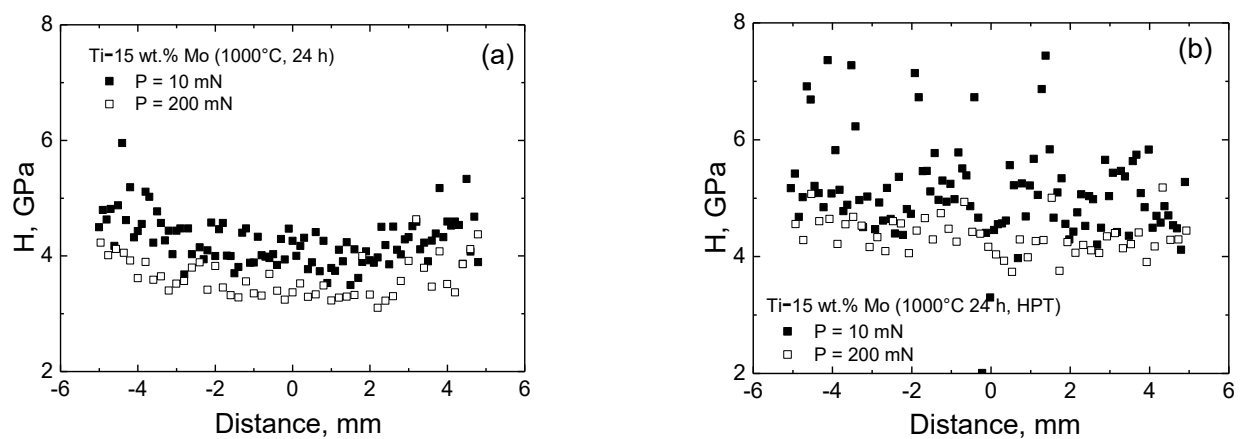 8
6
4
2
H, GPa
(a)
Ti-15 wt.% Mo (1000°C, 24 h)
■ P = 10 mN
□ P = 200 mN
-6 -4 -2 0 2 4 6
Distance, mm
8
6
4
2
H, GPa
(b)
Ti-15 wt.% Mo (1000°C 24 h, HPT)
■ P = 10 mN
□ P = 200 mN
-6 -4 -2 0 2 4 6
Distance, mm